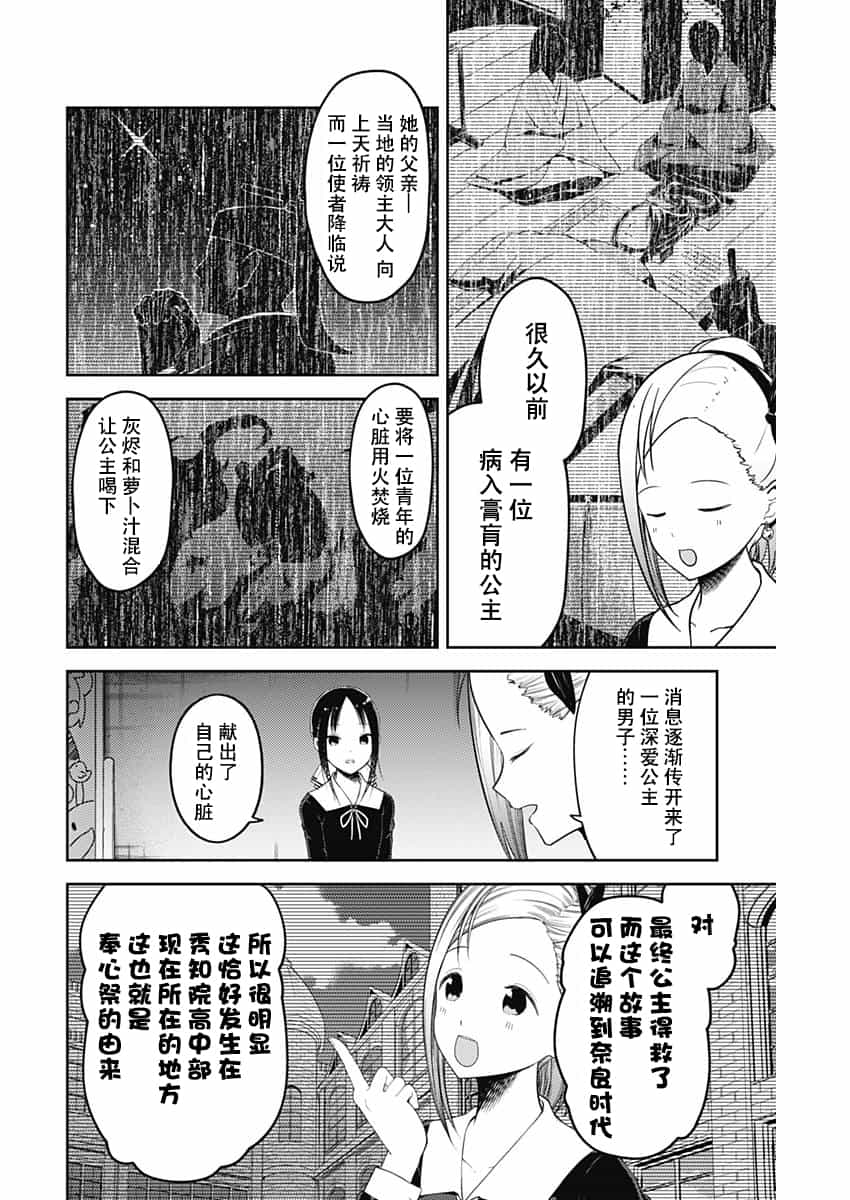 很久以前
有一位
病入膏肓的公主
她的父亲—
当地的领主大人 向
上天祈祷
而一位使者降临说
要将一位青年的
心脏用火焚烧
灰烬和萝卜汁混合
让公主喝下
消息逐渐传开来了
一位深爱公主
的男子……
献出了
自己的心脏
对
最终公主得救了
而这个故事
可以追溯到奈良时代
所以很明显
这恰好发生在
秀知院高中部
现在所在的地方
这也就是
奉心祭的由来